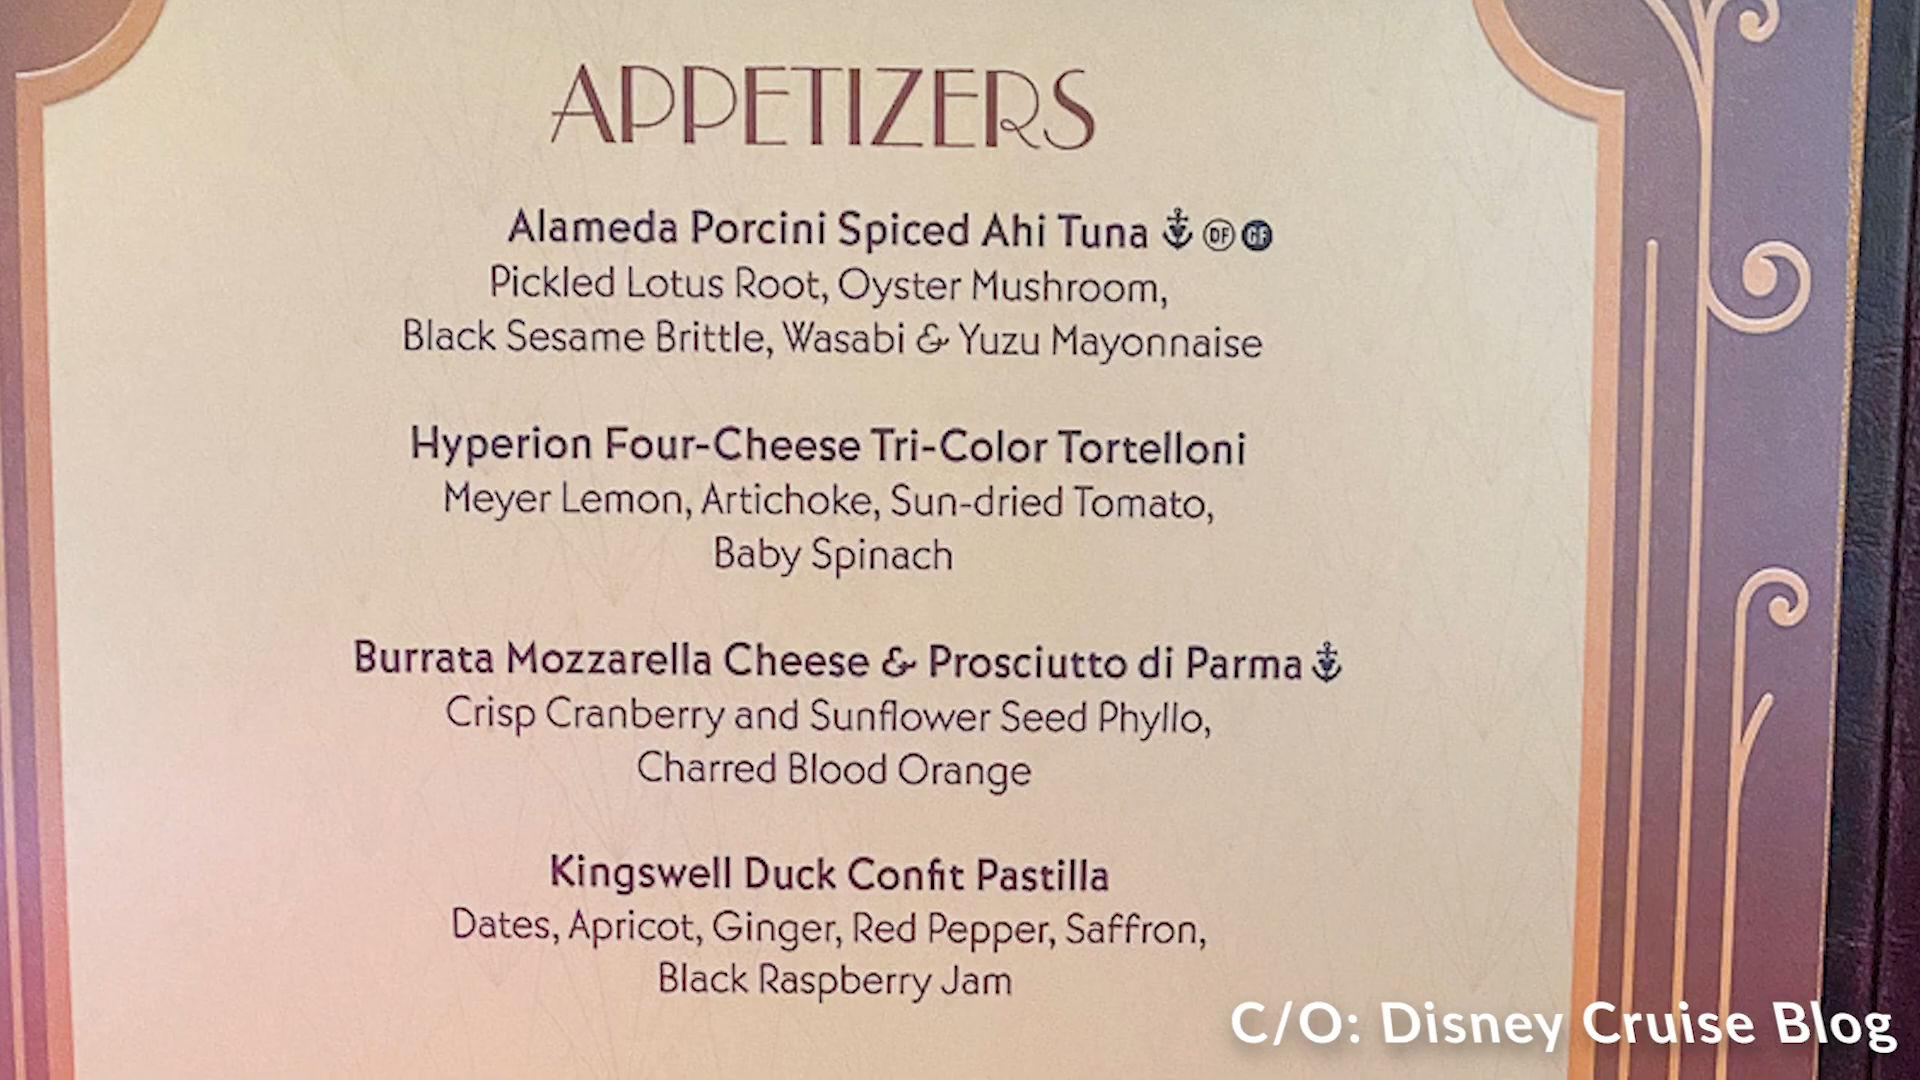 APPETIZERS
Alameda Porcini Spiced Ahi Tuna DF GF
Pickled Lotus Root, Oyster Mushroom,
Black Sesame Brittle, Wasabi & Yuzu Mayonnaise
Hyperion Four-Cheese Tri-Color Tortelloni
Meyer Lemon, Artichoke, Sun-dried Tomato,
Baby Spinach
Burrata Mozzarella Cheese & Prosciutto di Parma
Crisp Cranberry and Sunflower Seed Phyllo,
Charred Blood Orange
Kingswell Duck Confit Pastilla
Dates, Apricot, Ginger, Red Pepper, Saffron,
Black Raspberry Jam
C/O: Disney Cruise Blog